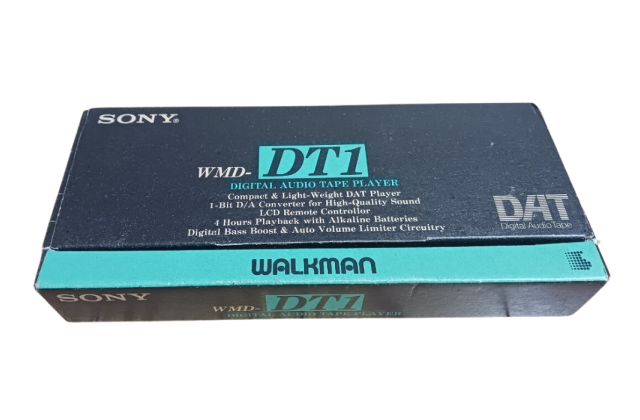 SONY®
WMD-DT1
DIGITAL AUDIO TAPE PLAYER
Compact & Light-Weight DAT Player
1-Bit D/A Converter for High-Quality Sound
LCD Remote Controllor
4 Hours Playback with Alkaline Batteries
Digital Bass Boost & Auto Volume Limiter Circuitry
DAT
Digital Audio Tape
WALKMAN
SONY
WMD-DT1
DIGITAL AUDIO TAPE PLAYER